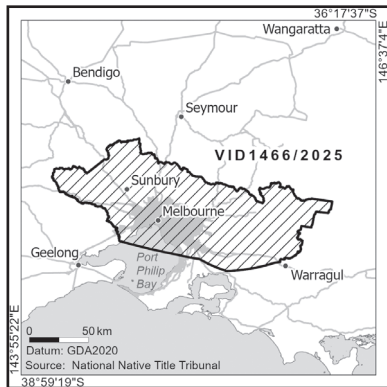 36°17'37"S
Wangaratta
146°37'4"E
Bendigo
Seymour
VID1466/2025
Sunbury
Melbourne
Geelong
Port
Philip
Bay
Warragul
143°55'22"E
0 50 km
Datum: GDA2020
Source: National Native Title Tribunal
38°59'19"S